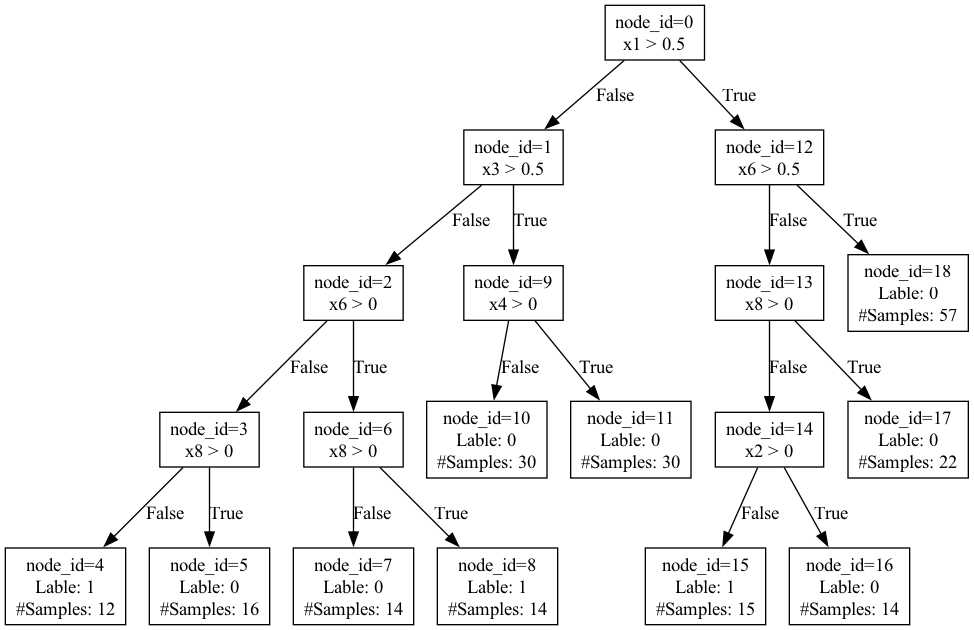 node_id=0
x1 > 0.5
False
True
node_id=1
x3 > 0.5
node_id=12
x6 > 0.5
False
True
False
True
node_id=2
x6 > 0
node_id=9
x4 > 0
node_id=13
x8 > 0
node_id=18
Lable: 0
#Samples: 57
False
True
False
True
False
True
node_id=3
x8 > 0
node_id=6
x8 > 0
node_id=10
Lable: 0
#Samples: 30
node_id=11
Lable: 0
#Samples: 30
node_id=14
x2 > 0
node_id=17
Lable: 0
#Samples: 22
False
True
False
True
False
True
node_id=4
Lable: 1
#Samples: 12
node_id=5
Lable: 0
#Samples: 16
node_id=7
Lable: 0
#Samples: 14
node_id=8
Lable: 1
#Samples: 14
node_id=15
Lable: 1
#Samples: 15
node_id=16
Lable: 0
#Samples: 14